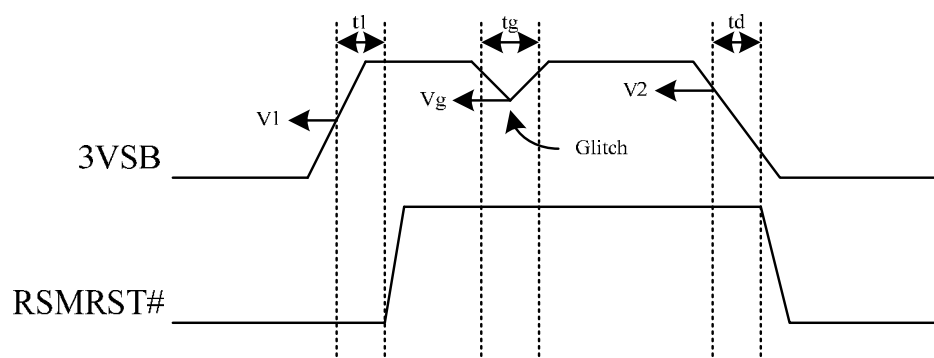 t1
tg
td
V1
Vg
V2
Glitch
3VSB
RSMRST#